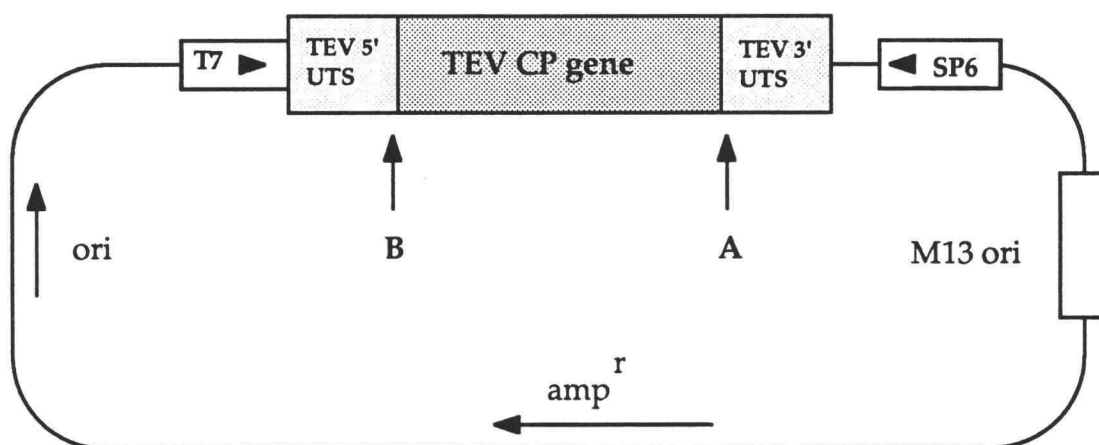 T7
TEV 5'
UTS
TEV CP gene
TEV 3'
UTS
SP6
B
A
ori
M13 ori
amp r